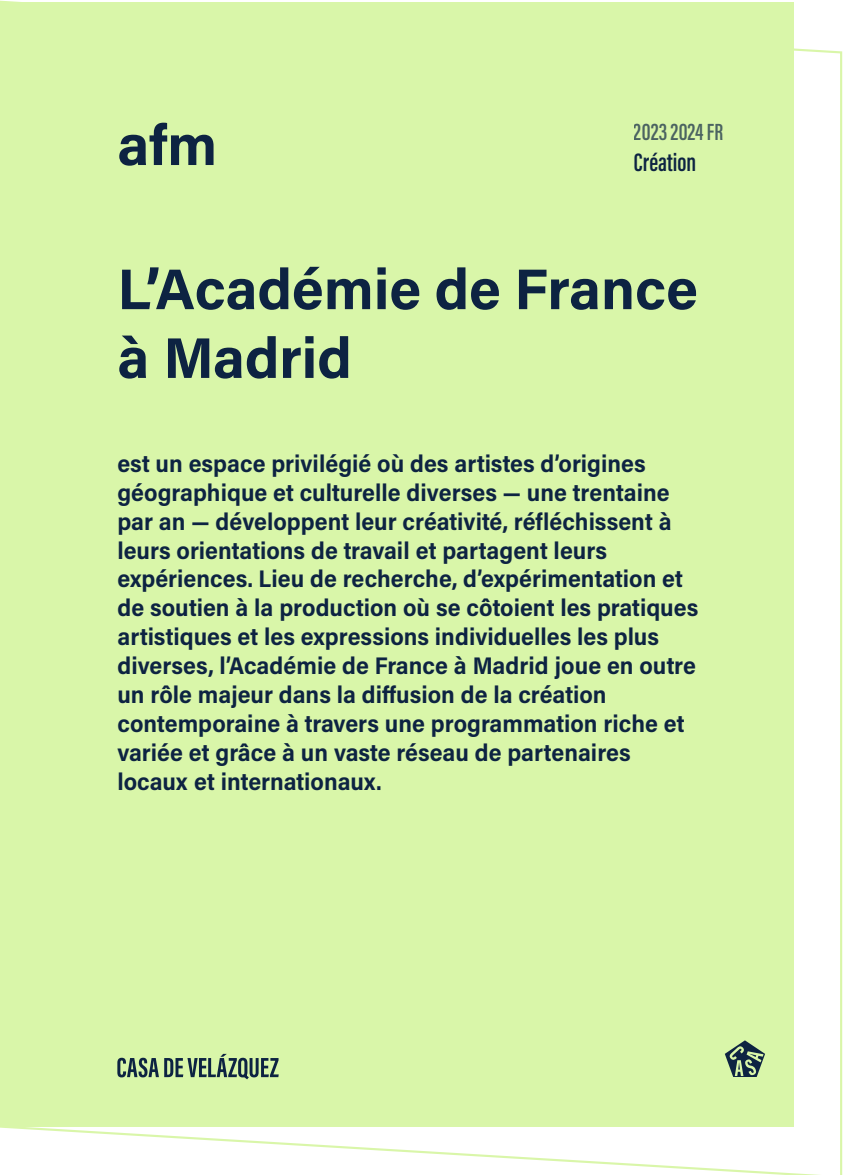 afm
2023 2024 FR
Création
L’Académie de France
à Madrid
est un espace privilégié où des artistes d’origines
géographique et culturelle diverses — une trentaine
par an — développent leur créativité, réfléchissent à
leurs orientations de travail et partagent leurs
expériences. Lieu de recherche, d’expérimentation et
de soutien à la production où se côtoient les pratiques
artistiques et les expressions individuelles les plus
diverses, l’Académie de France à Madrid joue en outre
un rôle majeur dans la diffusion de la création
contemporaine à travers une programmation riche et
variée et grâce à un vaste réseau de partenaires
locaux et internationaux.
CASA DE VELÁZQUEZ
CASA